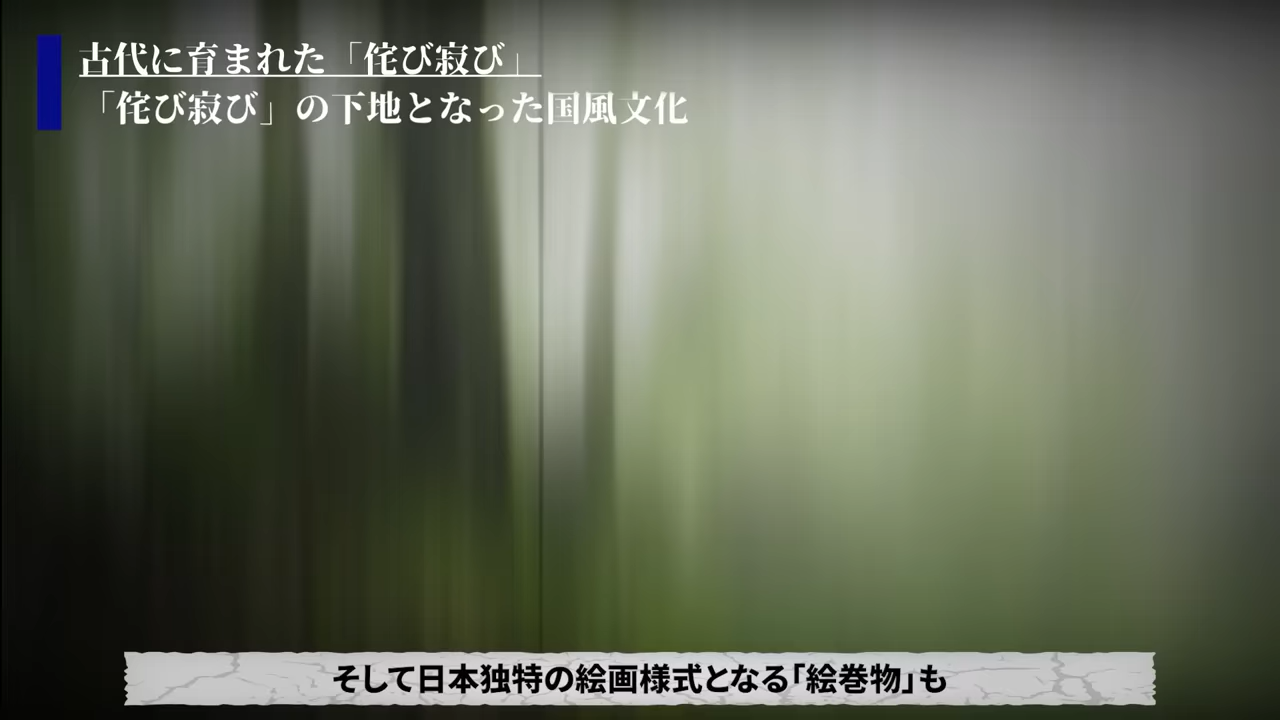 古代に育まれた「侘び寂び」
「侘び寂び」の下地となった国風文化
そして日本独特の絵画様式となる｢絵巻物｣も